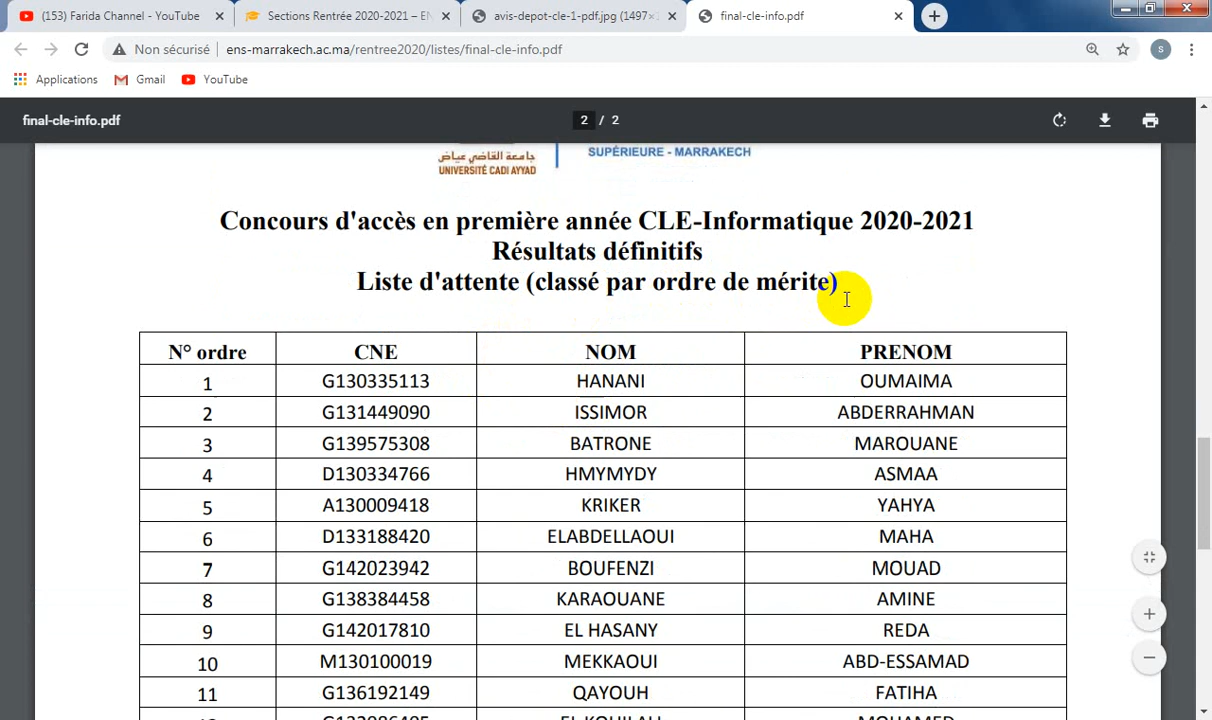 (153) Farida Channel - YouTube
Sections Rentrée 2020-2021 – EN
avis-depot-cle-1-pdf.jpg (1497×
final-cle-info.pdf
Non sécurisé
ens-marrakech.ac.ma/rentree2020/listes/final-cle-info.pdf
S
Applications
Gmail
YouTube
final-cle-info.pdf
2 / 2
جامعة القاضي عياض
UNIVERSITÉ CADI AYYAD
SUPÉRIEURE - MARRAKECH
Concours d'accès en première année CLE-Informatique 2020-2021
Résultats définitifs
Liste d'attente (classé par ordre de mérite)
N° ordre CNE NOM PRENOM
1 G130335113 HANANI OUMAIMA
2 G131449090 ISSIMOR ABDERRAHMAN
3 G139575308 BATRONE MAROUANE
4 D130334766 HMYMYDY ASMAA
5 A130009418 KRIKER YAHYA
6 D133188420 ELABDELLAOUI MAHA
7 G142023942 BOUFENZI MOUAD
8 G138384458 KARAOUANE AMINE
9 G142017810 EL HASANY REDA
10 M130100019 MEKKAOUI ABD-ESSAMAD
11 G136192149 QAYOUH FATIHA
MOHAMED